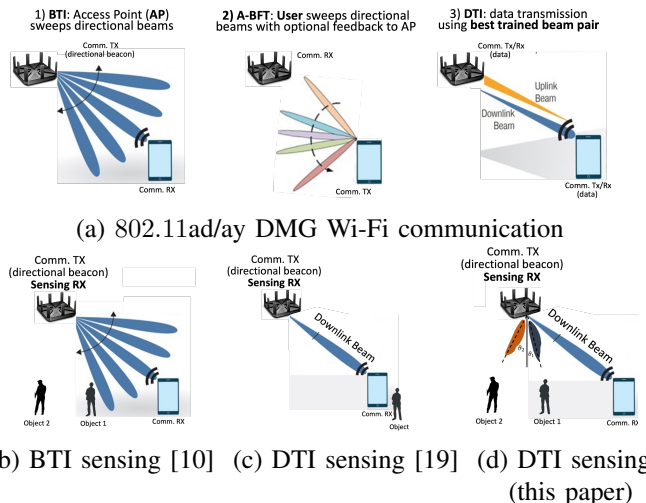 1) BTI: Access Point (AP)
sweeps directional beams
Comm. TX
(directional beacon)
Comm. RX
2) A-BFT: User sweeps directional
beams with optional feedback to AP
Comm. RX
Comm. TX
3) DTI: data transmission
using best trained beam pair
Comm. Tx/Rx
(data)
Uplink
Beam
Downlink
Beam
Comm. Tx/Rx
(data)
(a) 802.11ad/ay DMG Wi-Fi communication
Comm. TX
(directional beacon)
Sensing RX
Object 2
Object 1
Comm. RX
Comm. TX
(directional beacon)
Sensing RX
Downlink Beam
Comm. RX
Object
Comm. TX
(directional beacon)
Sensing RX
Downlink Beam
θ2
θ1
Object 2
Object 1
Comm. RX
b) BTI sensing [10]
(c) DTI sensing [19]
(d) DTI sensing
(this paper)